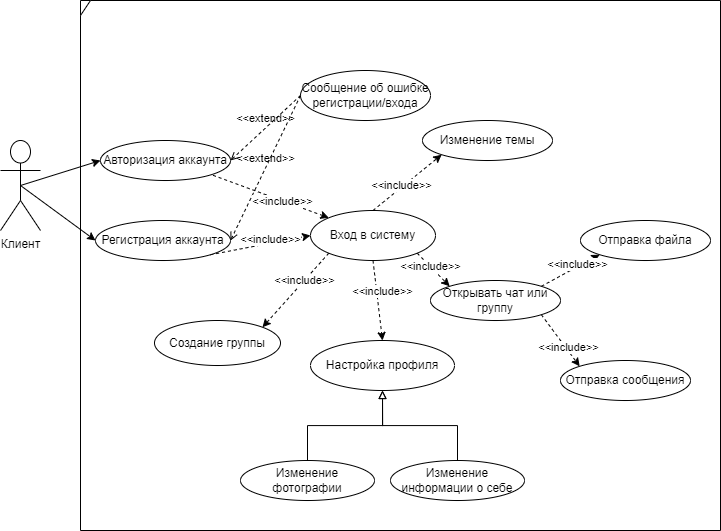 Сообщение об ошибке
регистрации/входа
<<extend>>
Изменение темы
Авторизация аккаунта
<<extend>>
<<include>>
<<include>>
Клиент
Регистрация аккаунта
<<include>>
Вход в систему
Отправка файла
<<include>>
<<include>>
<<include>>
<<include>>
Открывать чат или
группу
Создание группы
<<include>>
Настройка профиля
Отправка сообщения
Изменение
фотографии
Изменение
информации о себе